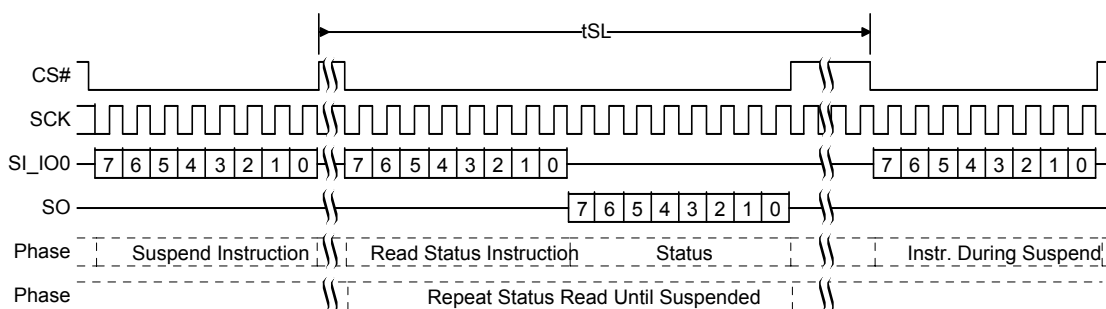 tSL
CS#
SCK
SI_IO0 7 6 5 4 3 2 1 0 7 6 5 4 3 2 1 0 7 6 5 4 3 2 1 0
SO 7 6 5 4 3 2 1 0
Phase Suspend Instruction Read Status Instruction Status Instr. During Suspend
Phase Repeat Status Read Until Suspended